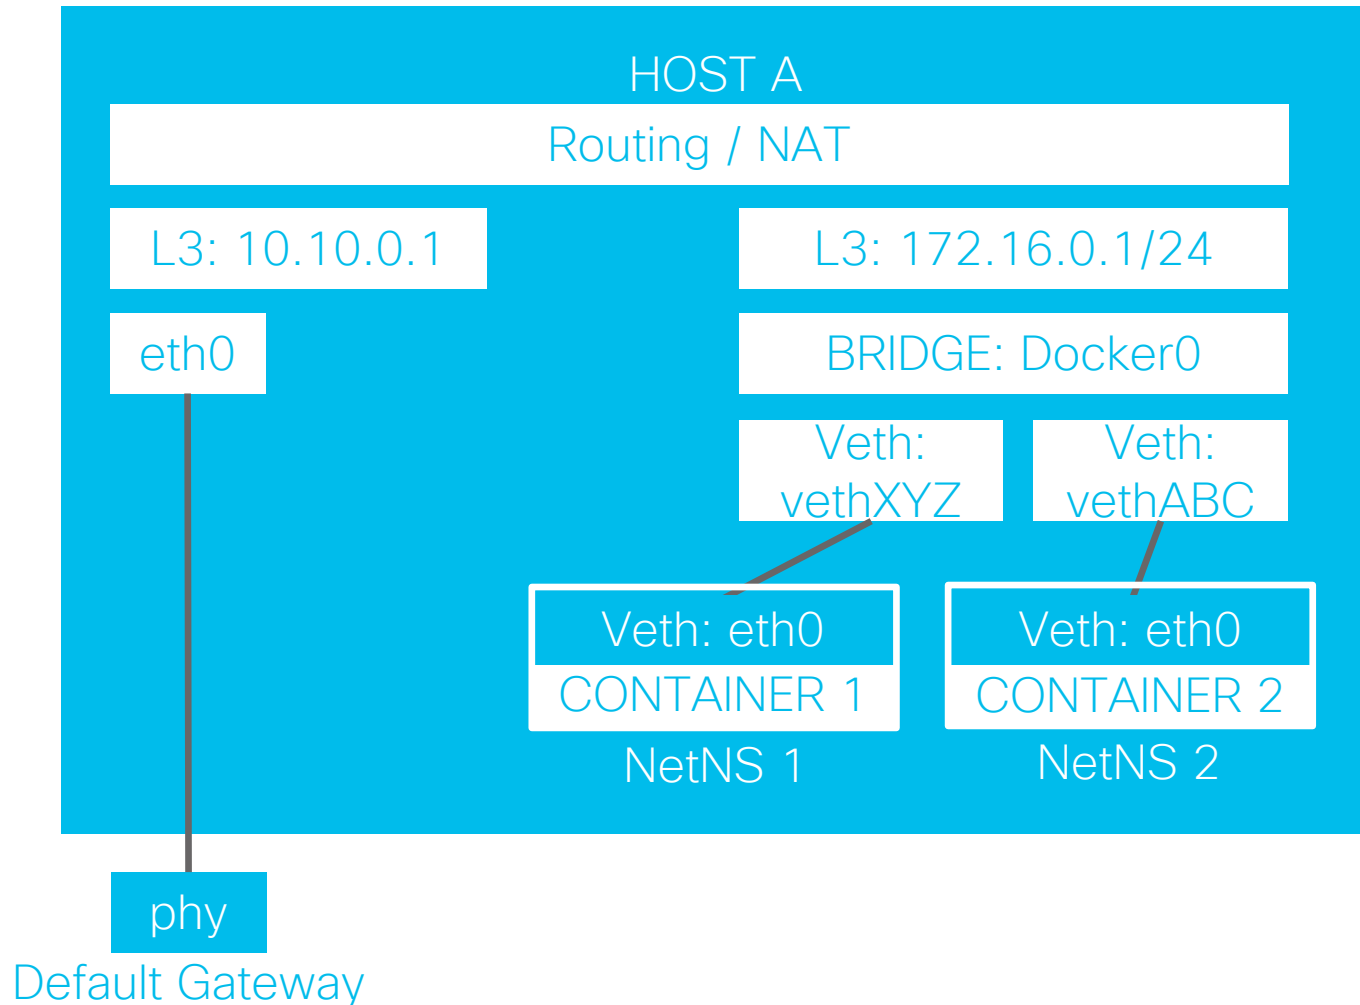 HOST A
Routing / NAT
L3: 10.10.0.1
L3: 172.16.0.1/24
eth0
BRIDGE: Docker0
Veth:
vethXYZ
Veth:
vethABC
Veth: eth0
CONTAINER 1
NetNS 1
Veth: eth0
CONTAINER 2
NetNS 2
phy
Default Gateway